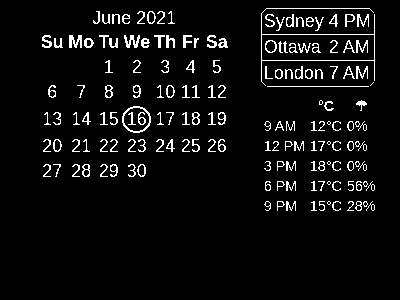 June 2021
Su Mo Tu We Th Fr Sa
1 2 3 4 5
6 7 8 9 10 11 12
13 14 15 16 17 18 19
20 21 22 23 24 25 26
27 28 29 30
Sydney 4 PM
Ottawa 2 AM
London 7 AM
°C ☂
9 AM 12°C 0%
12 PM 17°C 0%
3 PM 18°C 0%
6 PM 17°C 56%
9 PM 15°C 28%